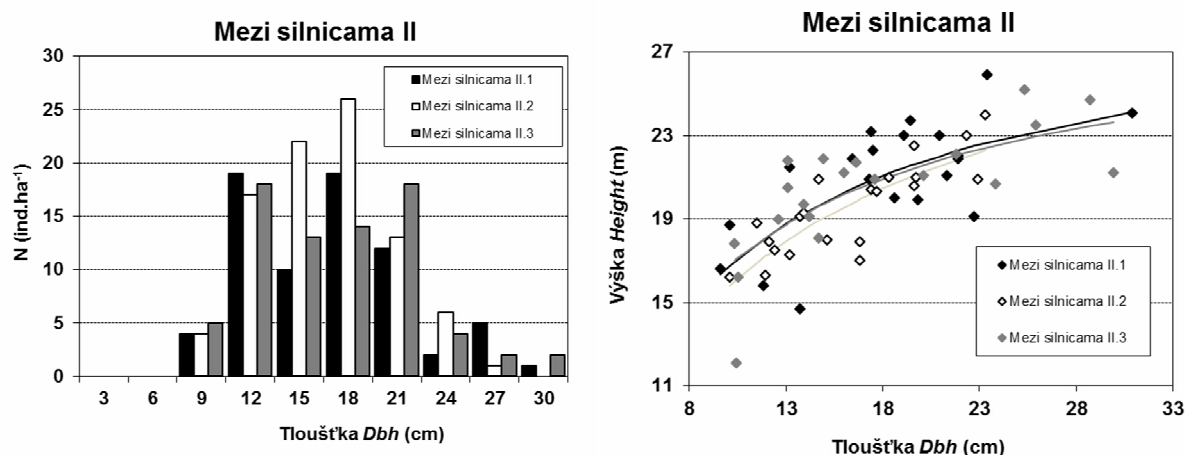 Mezi silnicama II
N (ind.ha-1)
30
25
20
15
10
5
0
Mezi silnicama II.1
Mezi silnicama II.2
Mezi silnicama II.3
3 6 9 12 15 18 21 24 27 30
Tloušťka Dbh (cm)
Mezi silnicama II
Výška Height (m)
27
23
19
15
11
Mezi silnicama II.1
Mezi silnicama II.2
Mezi silnicama II.3
8 13 18 23 28 33
Tloušťka Dbh (cm)